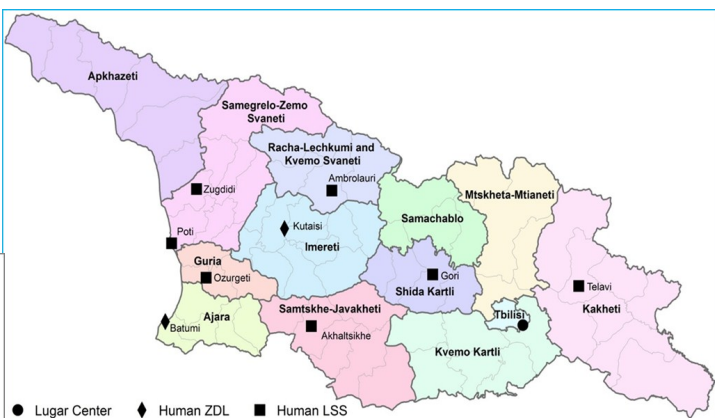 Apkhazeti
Samegrelo-Zemo
Svaneti
Racha-Lechkumi and
Kvemo Svaneti
Ambrolauri
Mtskheta-Mtianeti
Zugdidi
Samachablo
Kutaisi
Poti
Imereti
Guria
Ozurgeti
Gori
Shida Kartli
Telavi
Kakheti
Ajara
Batumi
Samtskhe-Javakheti
Akhaltsikhe
Tbilisi
Kvemo Kartli
Lugar Center
Human ZDL
Human LSS